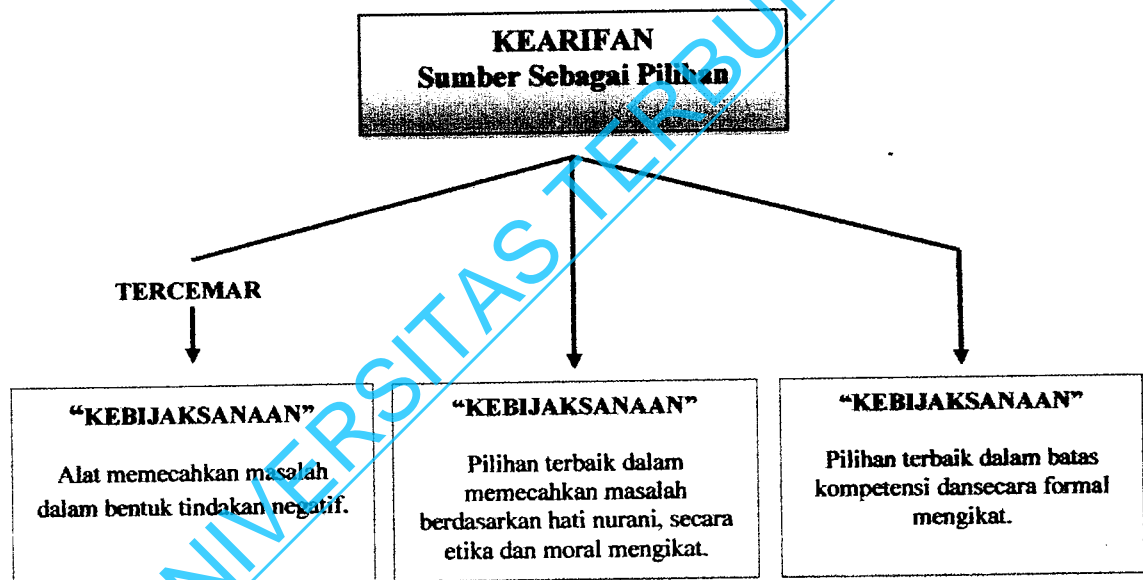 KEARIFAN
Sumber Sebagai Pilihan
TERCEMAR
“KEBIJAKSANAAN”
Alat memecahkan masalah
dalam bentuk tindakan negatif.
“KEBIJAKSANAAN”
Pilihan terbaik dalam
memecahkan masalah
berdasarkan hati nurani, secara
etika dan moral mengikat.
“KEBIJAKSANAAN”
Pilihan terbaik dalam batas
kompetensi dansecara formal
mengikat.
UNIVERSITAS TERBU